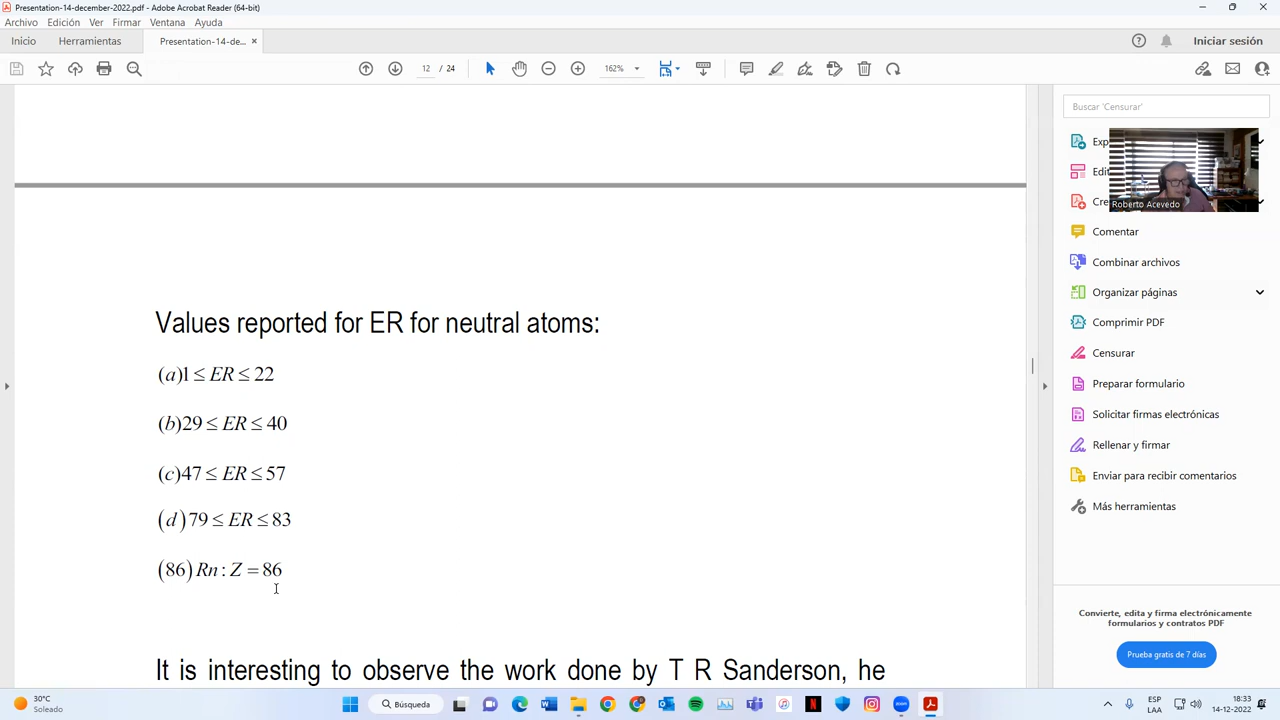 Presentation-14-december-2022.pdf - Adobe Acrobat Reader (64-bit)
Archivo Edición Ver Firmar Ventana Ayuda
Inicio Herramientas Presentation-14-de... × Iniciar sesión
12 / 24 162%
Buscar 'Censurar'
Exp
Edit
Cre
Roberto Acevedo
Comentar
Combinar archivos
Organizar páginas
Comprimir PDF
Censurar
Preparar formulario
Solicitar firmas electrónicas
Rellenar y firmar
Enviar para recibir comentarios
Más herramientas
Convierte, edita y firma electrónicamente
formularios y contratos PDF
Prueba gratis de 7 días
Values reported for ER for neutral atoms:
(a)1 ≤ ER ≤ 22
(b)29 ≤ ER ≤ 40
(c)47 ≤ ER ≤ 57
(d)79 ≤ ER ≤ 83
(86) Rn : Z = 86
It is interesting to observe the work done by T R Sanderson, he
30°C
Soleado
Búsqueda
ESP
LAA
18:33
14-12-2022